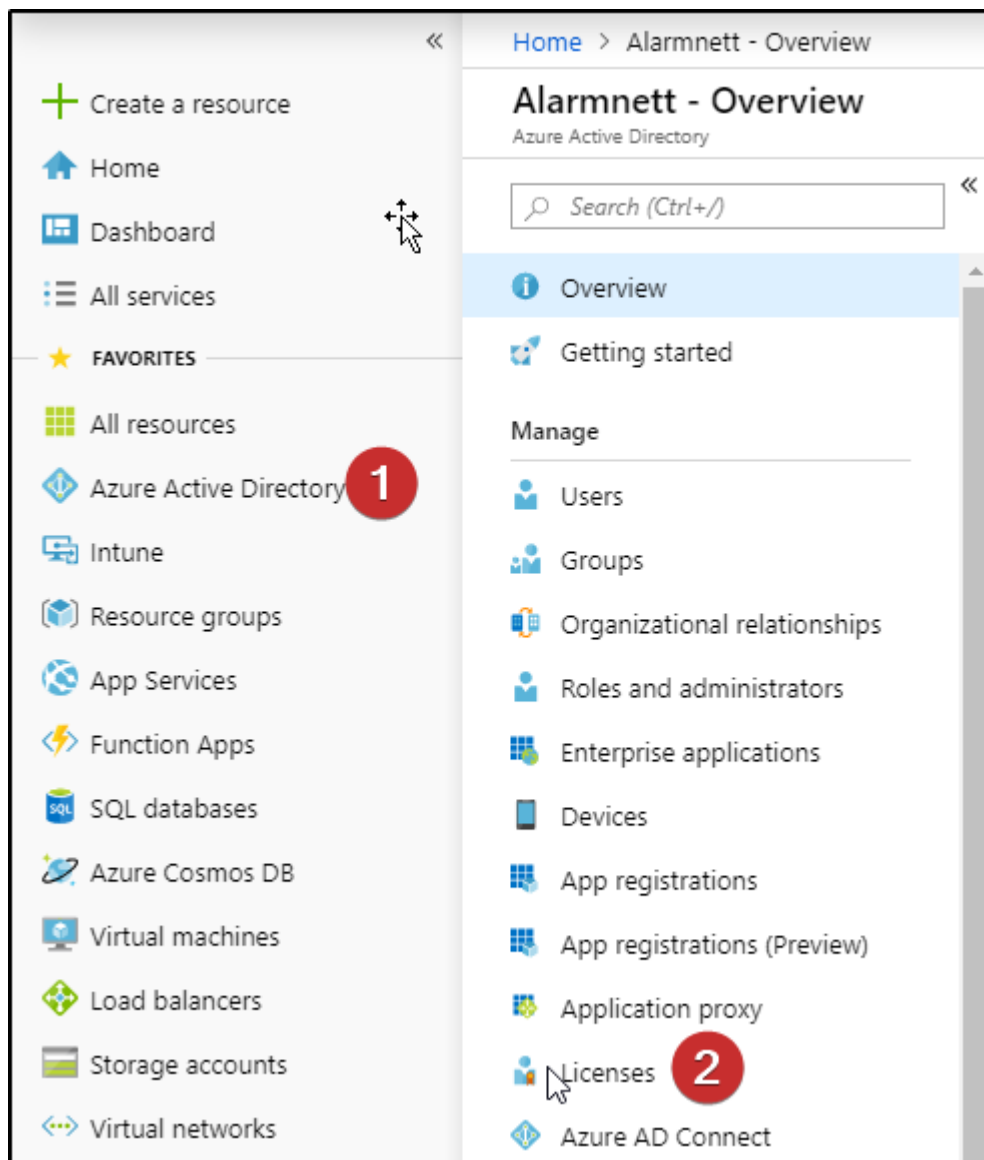 «
Create a resource
Home
Dashboard
All services
FAVORITES
All resources
Azure Active Directory
1
Intune
Resource groups
App Services
Function Apps
SQL
SQL databases
Azure Cosmos DB
Virtual machines
Load balancers
Storage accounts
Virtual networks
Home > Alarmnett - Overview
Alarmnett - Overview
Azure Active Directory
«
Search (Ctrl+/)
Overview
Getting started
Manage
Users
Groups
Organizational relationships
Roles and administrators
Enterprise applications
Devices
App registrations
App registrations (Preview)
Application proxy
Licenses
2
Azure AD Connect